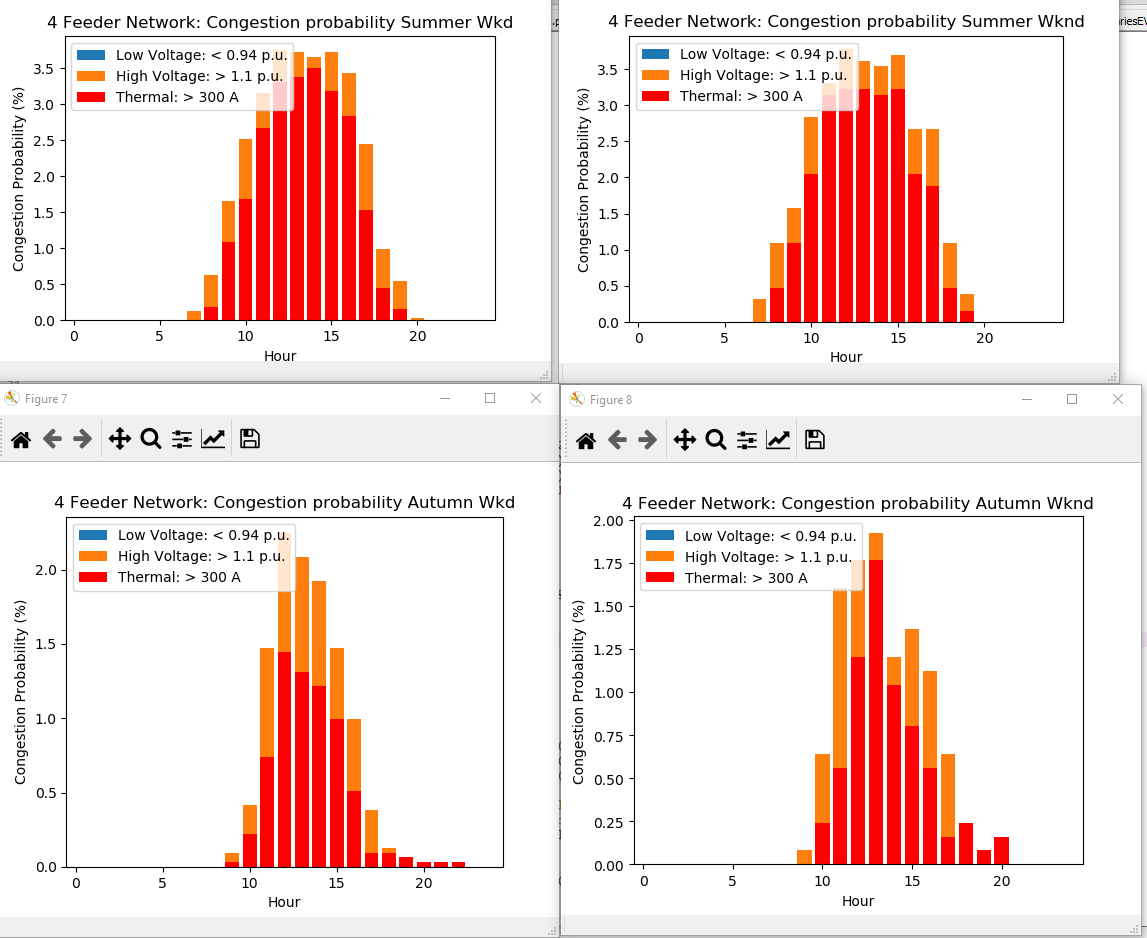 4 Feeder Network: Congestion probability Summer Wkd
Low Voltage: < 0.94 p.u.
High Voltage: > 1.1 p.u.
Thermal: > 300 A
Congestion Probability (%)
3.5
3.0
2.5
2.0
1.5
1.0
0.5
0.0
0 5 10 15 20
Hour
4 Feeder Network: Congestion probability Summer Wknd
Low Voltage: < 0.94 p.u.
High Voltage: > 1.1 p.u.
Thermal: > 300 A
Congestion Probability (%)
3.5
3.0
2.5
2.0
1.5
1.0
0.5
0.0
0 5 10 15 20
Hour
Figure 7
4 Feeder Network: Congestion probability Autumn Wkd
Low Voltage: < 0.94 p.u.
High Voltage: > 1.1 p.u.
Thermal: > 300 A
Congestion Probability (%)
2.0
1.5
1.0
0.5
0.0
0 5 10 15 20
Hour
Figure 8
4 Feeder Network: Congestion probability Autumn Wknd
Low Voltage: < 0.94 p.u.
High Voltage: > 1.1 p.u.
Thermal: > 300 A
Congestion Probability (%)
2.00
1.75
1.50
1.25
1.00
0.75
0.50
0.25
0.00
0 5 10 15 20
Hour